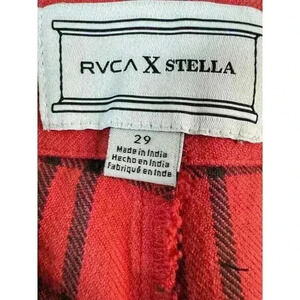 RVCA X STELLA
29
Made in India
Hecho en India
Fabriqué en Inde